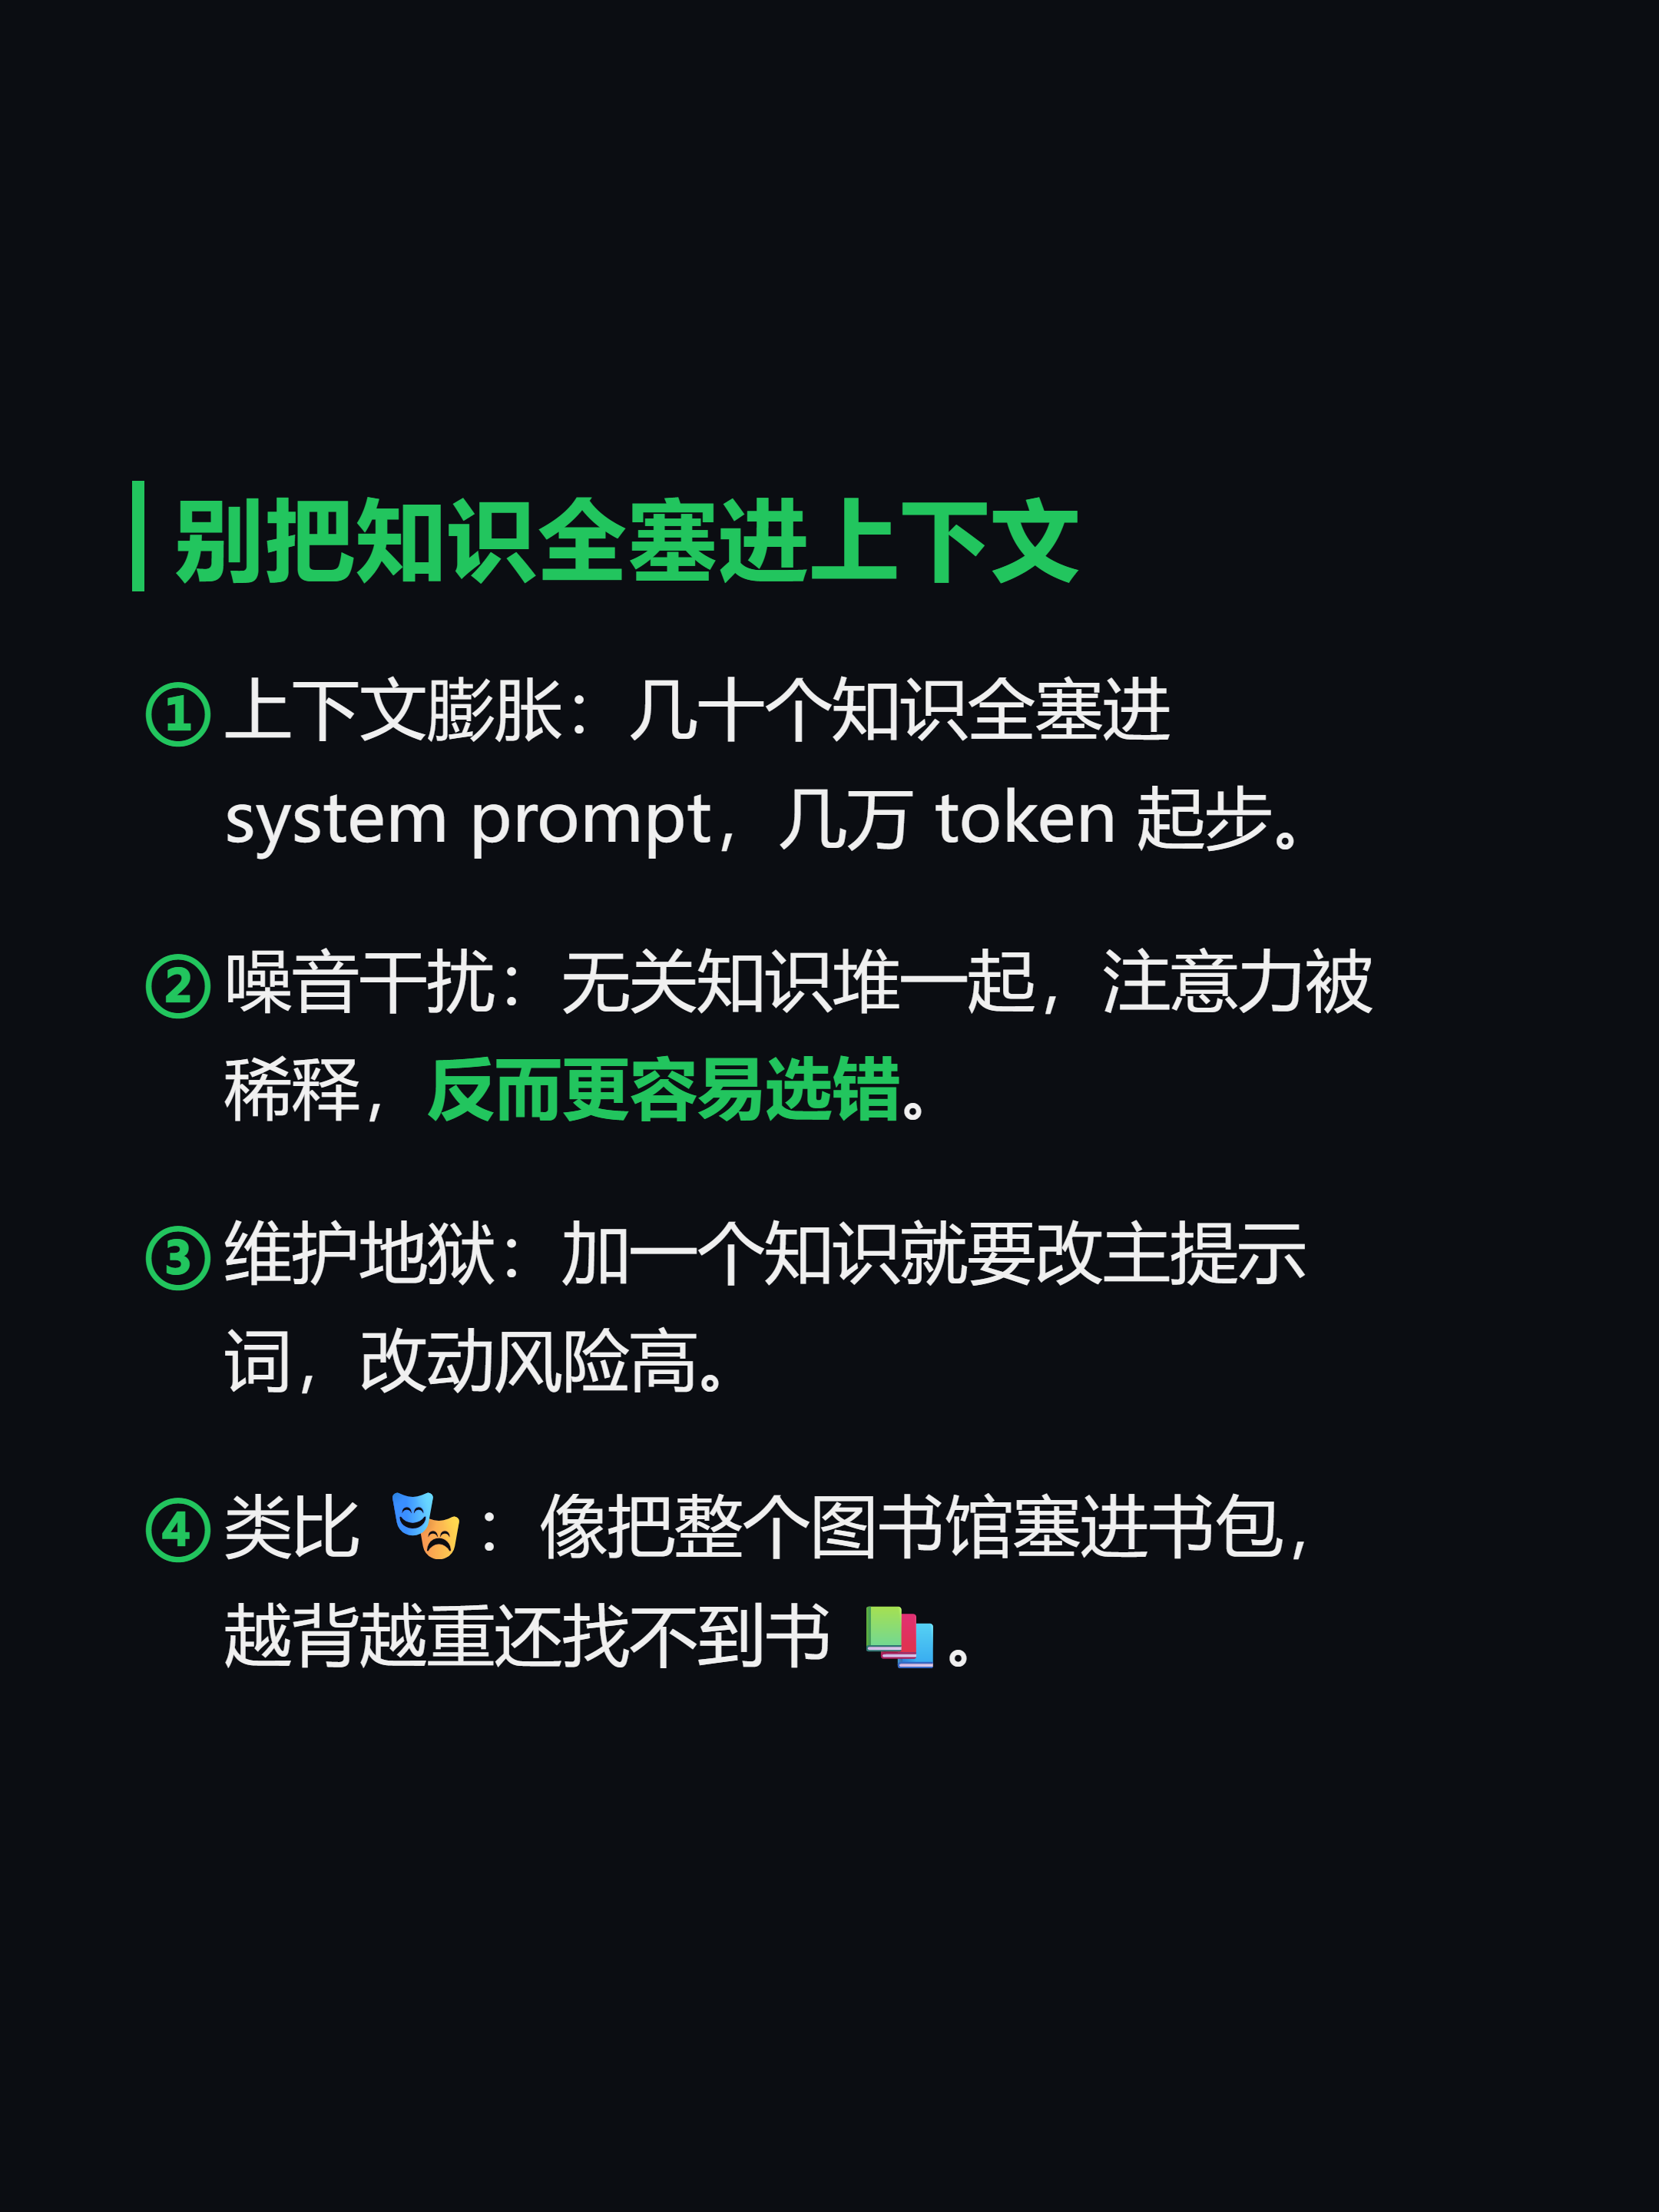 别把知识全塞进上下文
① 上下文膨胀：几十个知识全塞进
system prompt，几万 token 起步。
② 噪音干扰：无关知识堆一起，注意力被
稀释，反而更容易选错。
③ 维护地狱：加一个知识就要改主提示
词，改动风险高。
④ 类比 🎭：像把整个图书馆塞进书包，
越背越重还找不到书 📚。